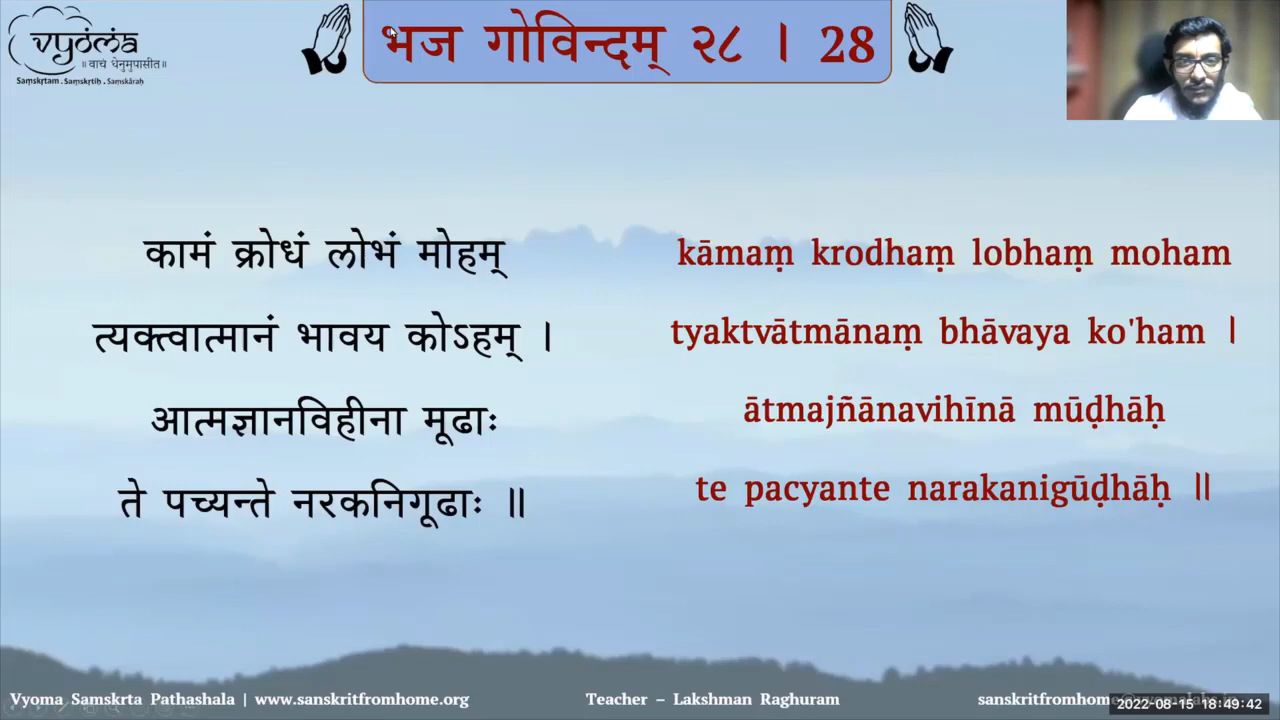 vyoma
॥ वाचं धेनुमुपासीत ॥
Saṃskṛtam . Saṃskṛtiḥ . Saṃskāraḥ
भज गोविन्दम् २८ । 28
कामं क्रोधं लोभं मोहम्
त्यक्त्वात्मानं भावय कोऽहम् ।
आत्मज्ञानविहीना मूढाः
ते पच्यन्ते नरकनिगूढाः ॥
kāmaṃ krodhaṃ lobhaṃ moham
tyaktvātmānaṃ bhāvaya ko'ham ।
ātmajñānavihīnā mūḍhāḥ
te pacyante narakanigūḍhāḥ ॥
Vyoma Samskrta Pathashala | www.sanskritfromhome.org
Teacher – Lakshman Raghuram
sanskritfromhome
2022-08-15 18:49:42